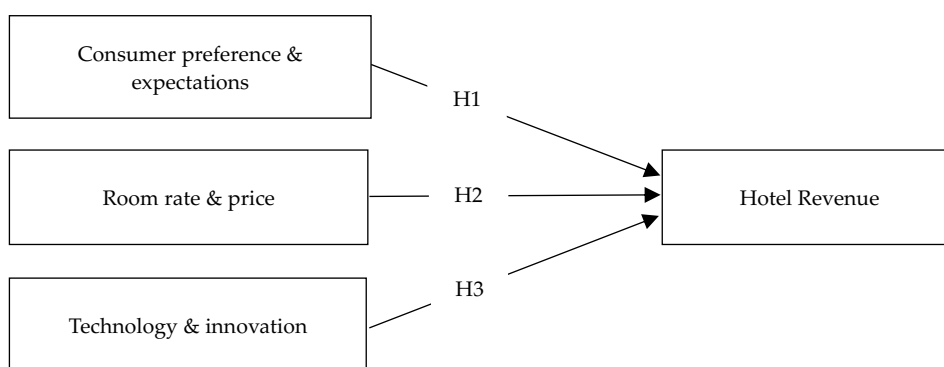 Consumer preference &
expectations
H1
Room rate & price
H2
Hotel Revenue
H3
Technology & innovation